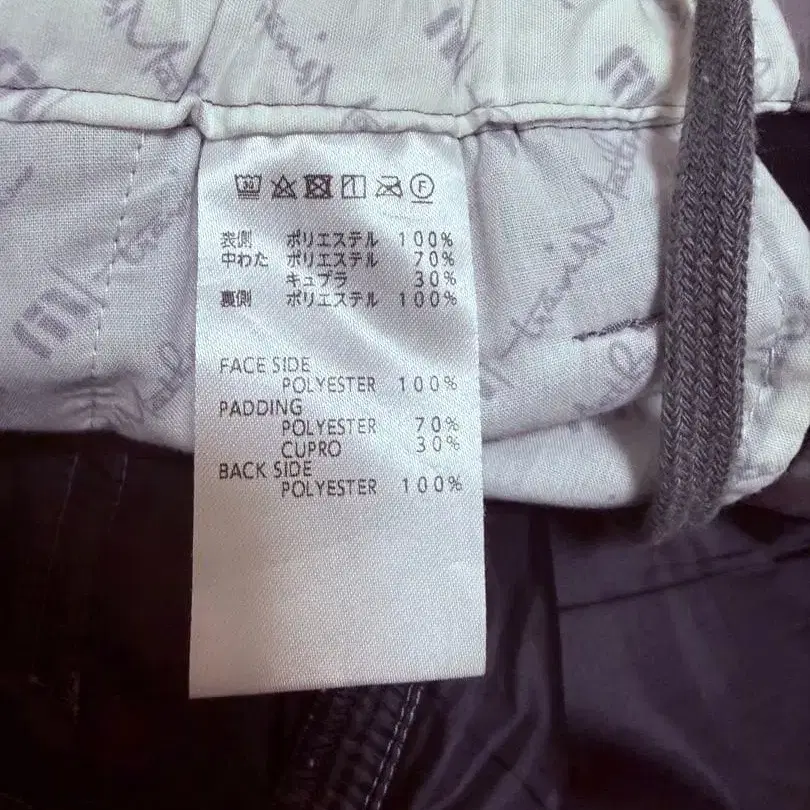 30
F
表側 ポリエステル 100%
中わた ポリエステル 70%
キュプラ 30%
裏側 ポリエステル 100%
FACE SIDE
POLYESTER 100%
PADDING
POLYESTER 70%
CUPRO 30%
BACK SIDE
POLYESTER 100%